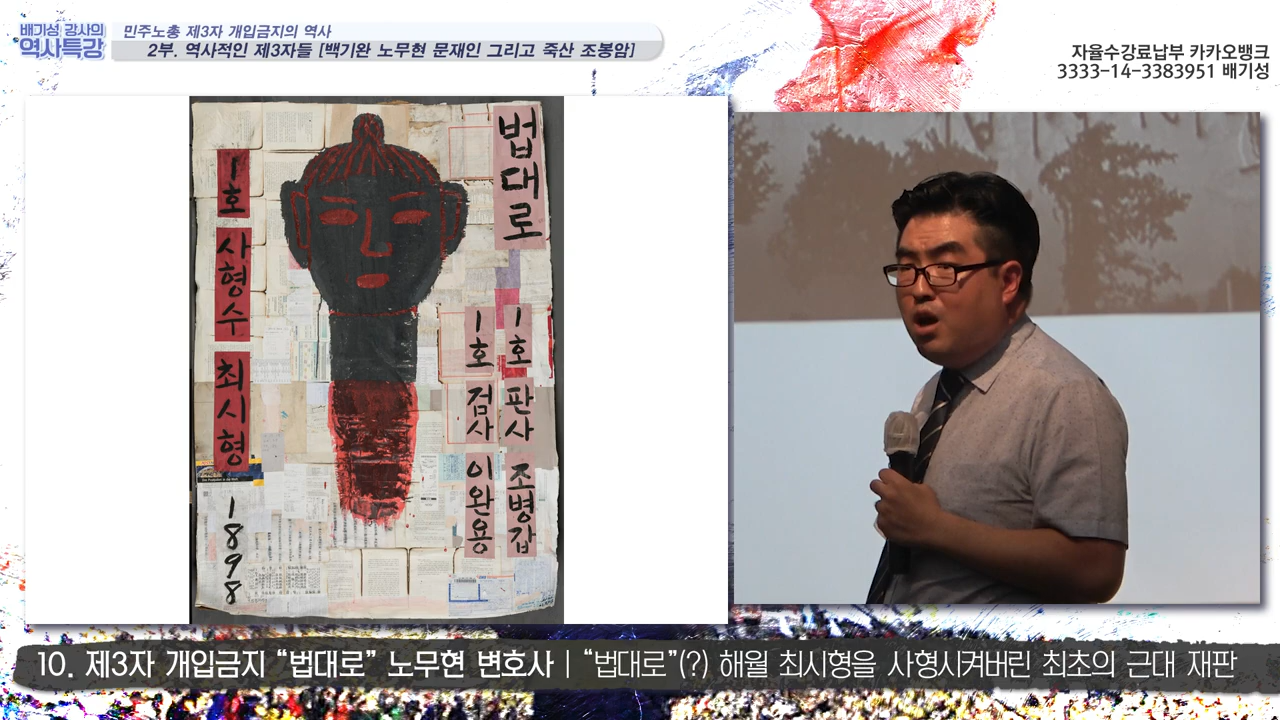 배기성 강사의
역사특강
민주노총 제3자 개입금지의 역사
2부. 역사적인 제3자들 [백기완 노무현 문재인 그리고 죽산 조봉암]
자율수강료납부 카카오뱅크
3333-14-3383951 배기성
법대로
1호 판사 조병갑
1호 검사 이완용
1호 사형수 최시형
1898
10. 제3자 개입금지 “법대로” 노무현 변호사 | “법대로”(?) 해월 최시형을 사형시켜버린 최초의 근대 재판